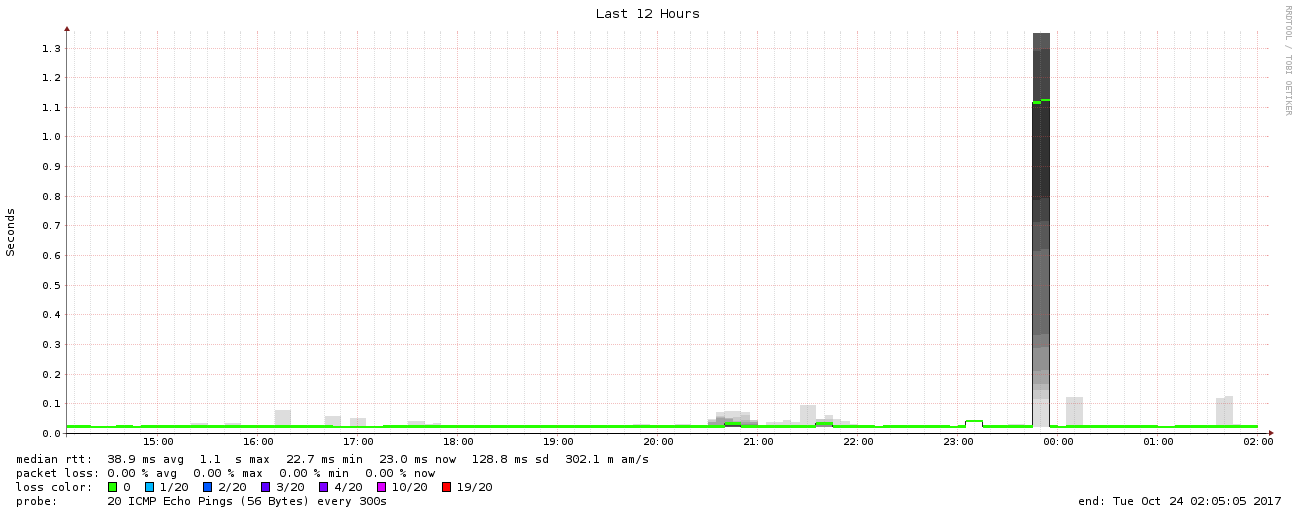 Last 12 Hours
RRDTOOL / TOBI OETIKER
Seconds
1.3
1.2
1.1
1.0
0.9
0.8
0.7
0.6
0.5
0.4
0.3
0.2
0.1
0.0
15:00 16:00 17:00 18:00 19:00 20:00 21:00 22:00 23:00 00:00 01:00 02:00
median rtt: 38.9 ms avg 1.1 s max 22.7 ms min 23.0 ms now 128.8 ms sd 302.1 m am/s
packet loss: 0.00 % avg 0.00 % max 0.00 % min 0.00 % now
loss color: 0 1/20 2/20 3/20 4/20 10/20 19/20
probe: 20 ICMP Echo Pings (56 Bytes) every 300s end: Tue Oct 24 02:05:05 2017